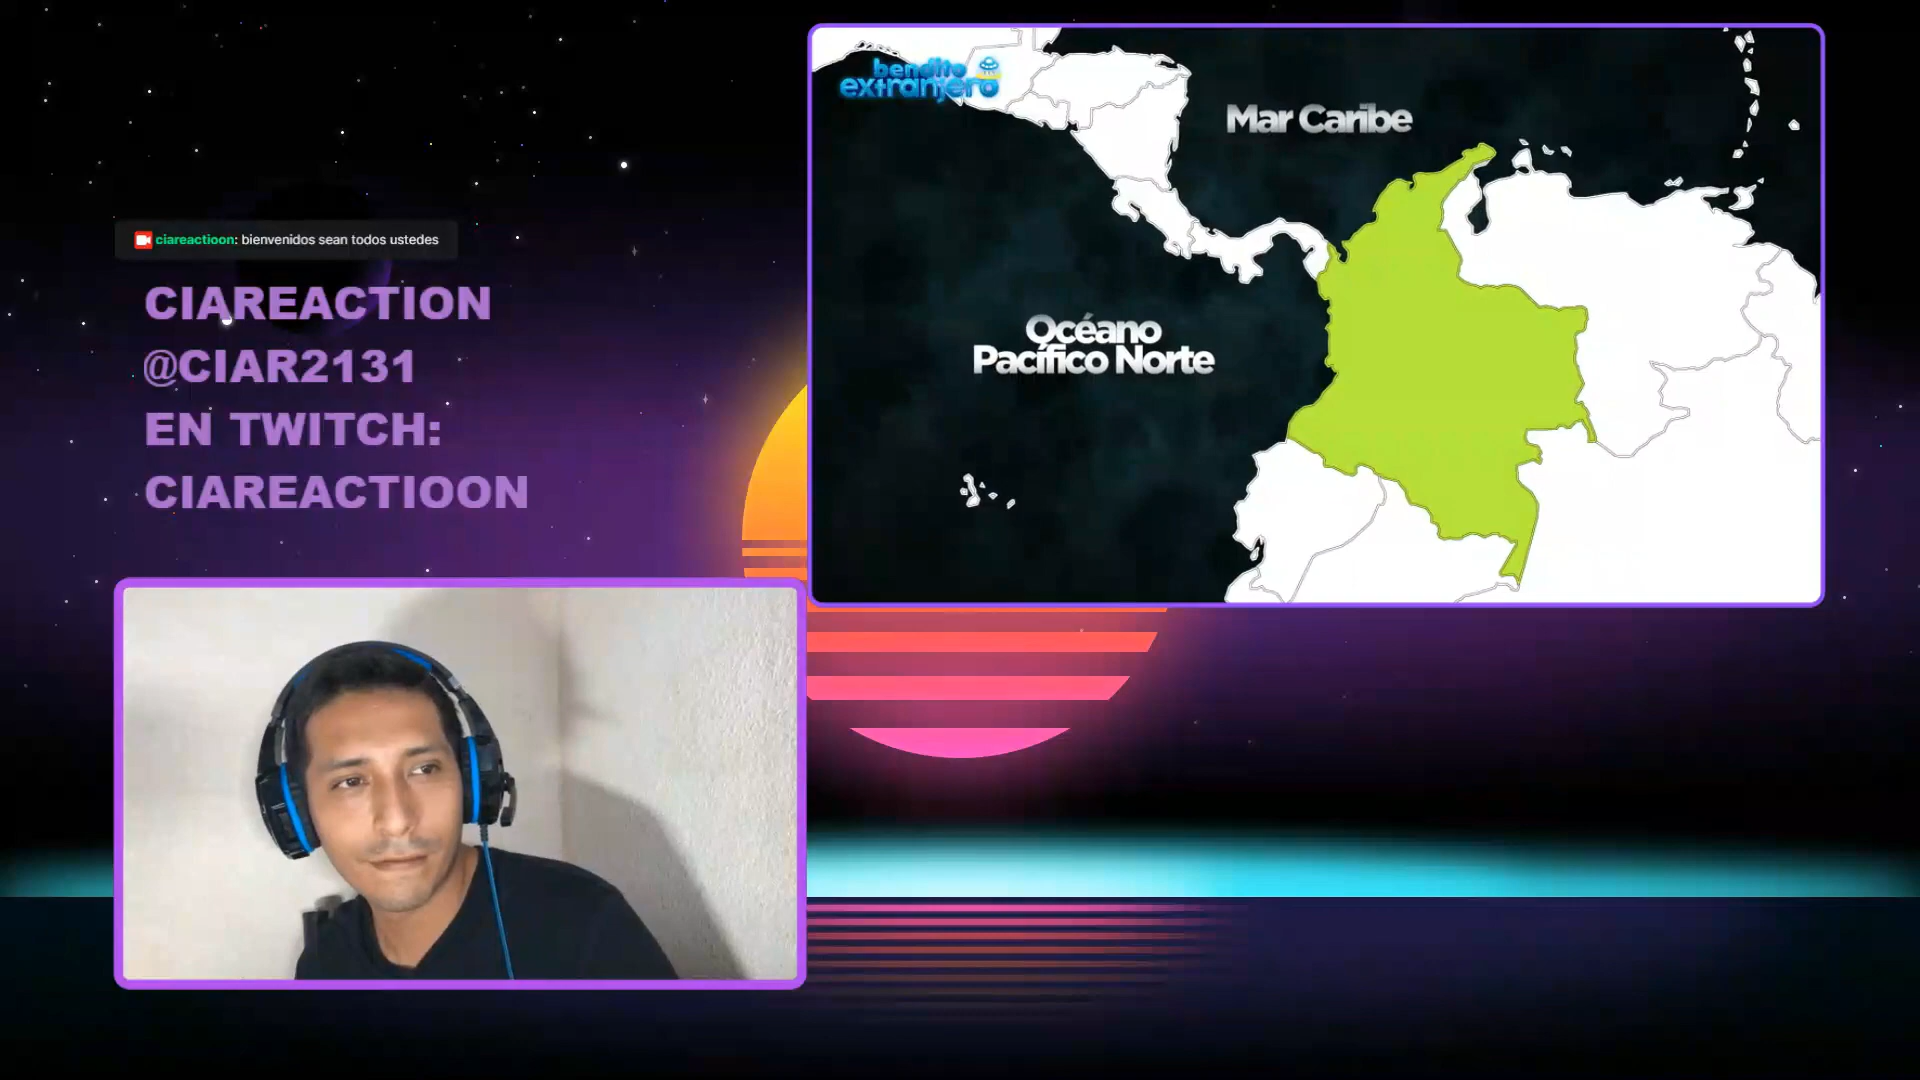 bendito
extranjero
Mar Caribe
Océano
Pacífico Norte
ciareactioon: bienvenidos sean todos ustedes
CIAREACTION
@CIAR2131
EN TWITCH:
CIAREACTIOON